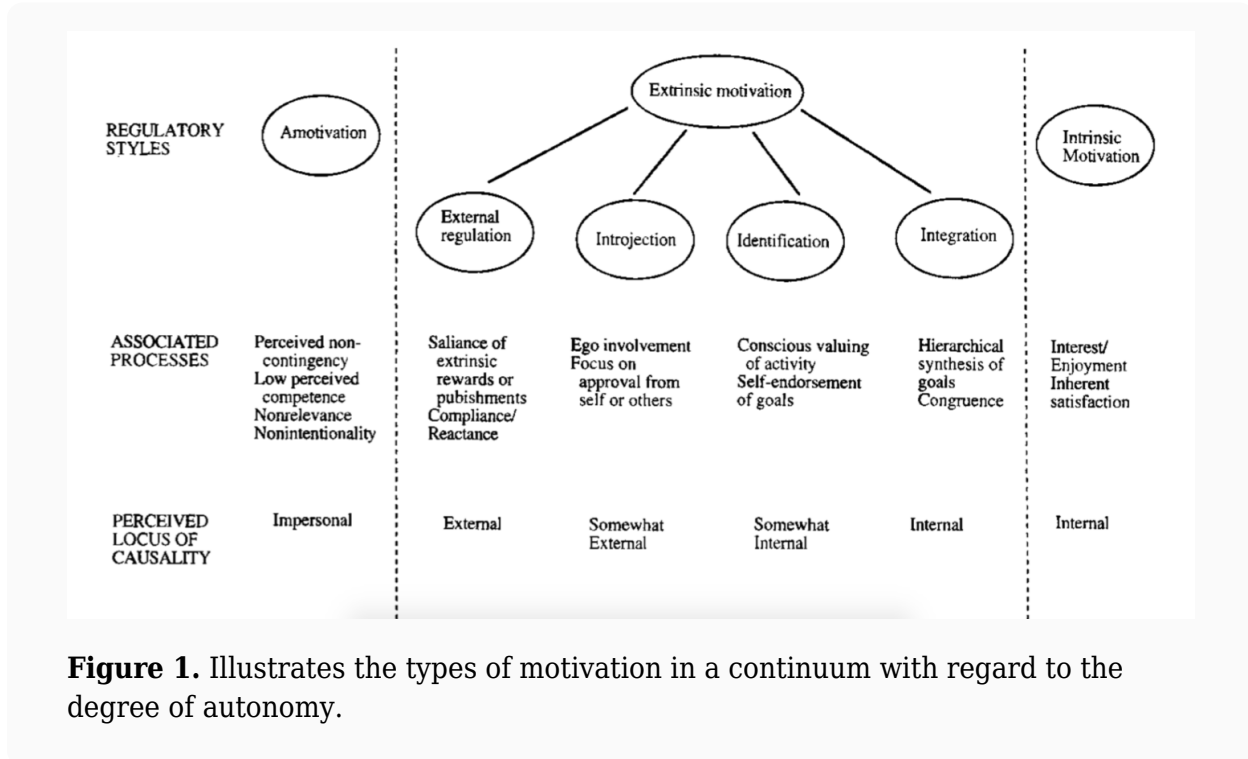 Extrinsic motivation
REGULATORY
STYLES
Amotivation
Intrinsic
Motivation
External
regulation
Introjection
Identification
Integration
ASSOCIATED
PROCESSES
Perceived non-
contingency
Low perceived
competence
Nonrelevance
Nonintentionality
Saliance of
extrinsic
rewards or
pubishments
Compliance/
Reactance
Ego involvement
Focus on
approval from
self or others
Conscious valuing
of activity
Self-endorsement
of goals
Hierarchical
synthesis of
goals
Congruence
Interest/
Enjoyment
Inherent
satisfaction
PERCEIVED
LOCUS OF
CAUSALITY
Impersonal
External
Somewhat
External
Somewhat
Internal
Internal
Internal
Figure 1. Illustrates the types of motivation in a continuum with regard to the
degree of autonomy.